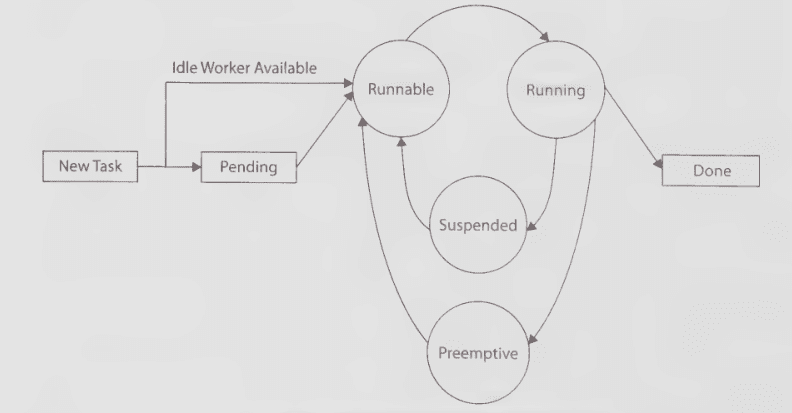 Idle Worker Available
Runnable
Running
New Task
Pending
Done
Suspended
Preemptive